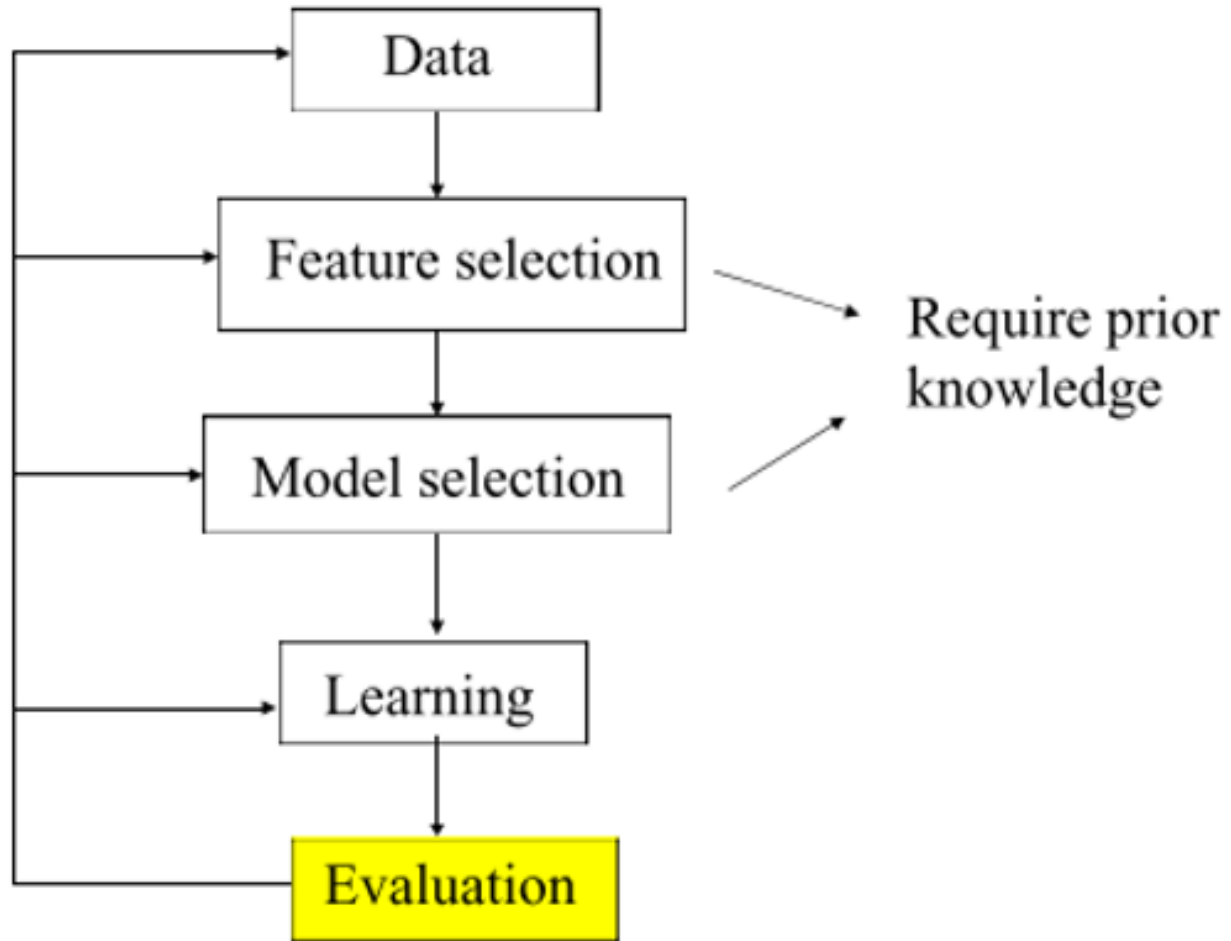 Data
Feature selection
Require prior
knowledge
Model selection
Learning
Evaluation